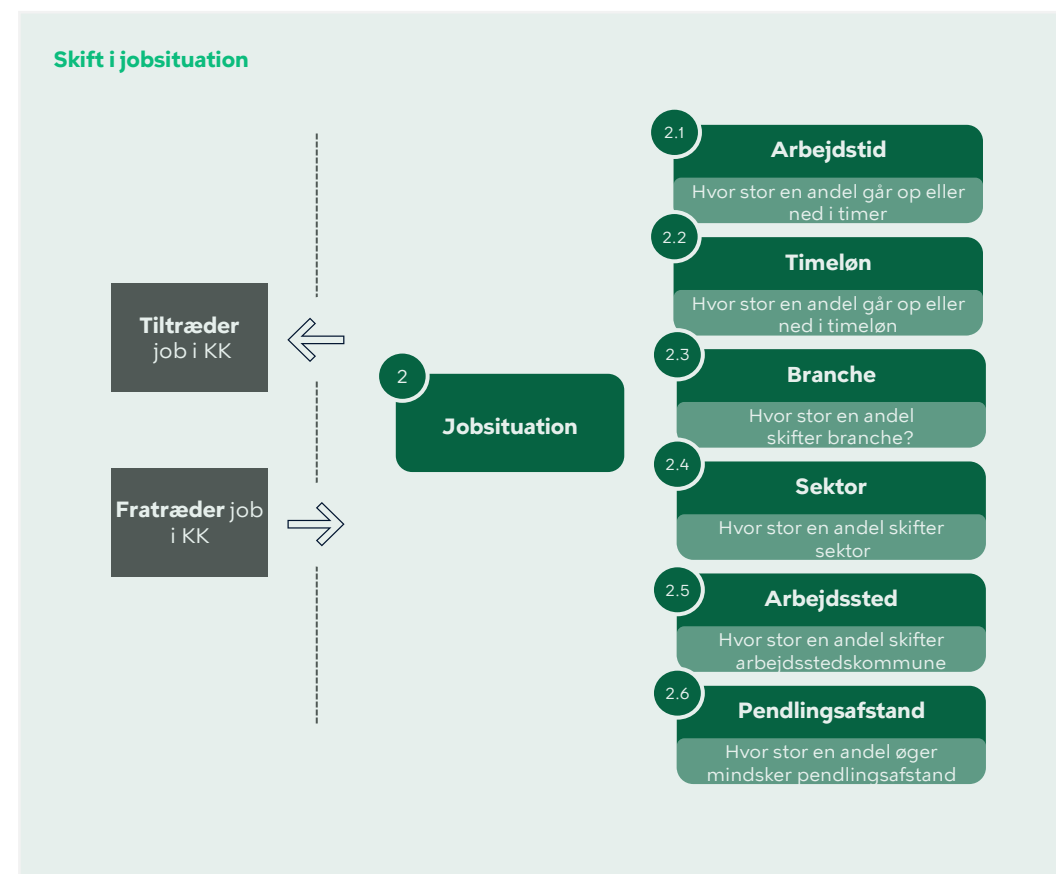 Skift i jobsituation
Tiltræder
job i KK
Fratræder job
i KK
2
Jobsituation
2.1
Arbejdstid
Hvor stor en andel går op eller
ned i timer
2.2
Timeløn
Hvor stor en andel går op eller
ned i timeløn
2.3
Branche
Hvor stor en andel
skifter branche?
2.4
Sektor
Hvor stor en andel skifter
sektor
2.5
Arbejdssted
Hvor stor en andel skifter
arbejdsstedskommune
2.6
Pendlingsafstand
Hvor stor en andel øger
mindsker pendlingsafstand